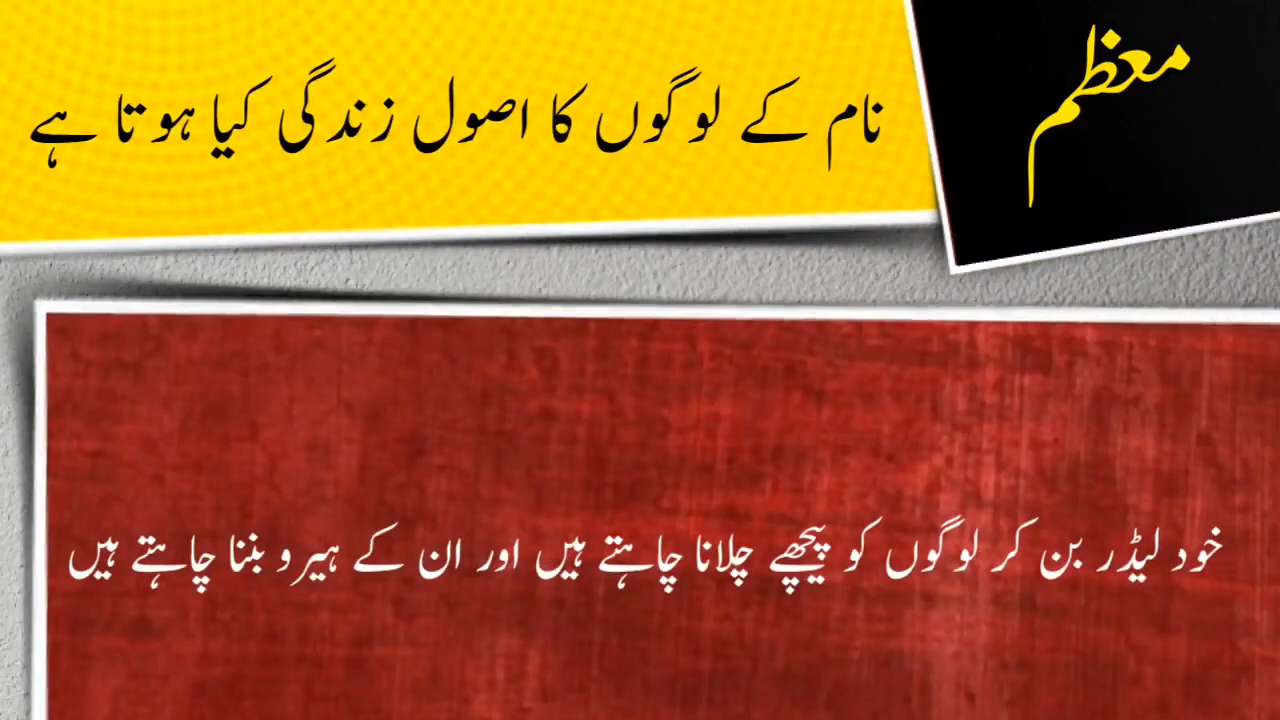 معظم
نام کے لوگوں کا اصول زندگی کیا ہوتا ہے
خود لیڈر بن کر لوگوں کو پیچھے چلانا چاہتے ہیں اور ان کے ہیرو بننا چاہتے ہیں